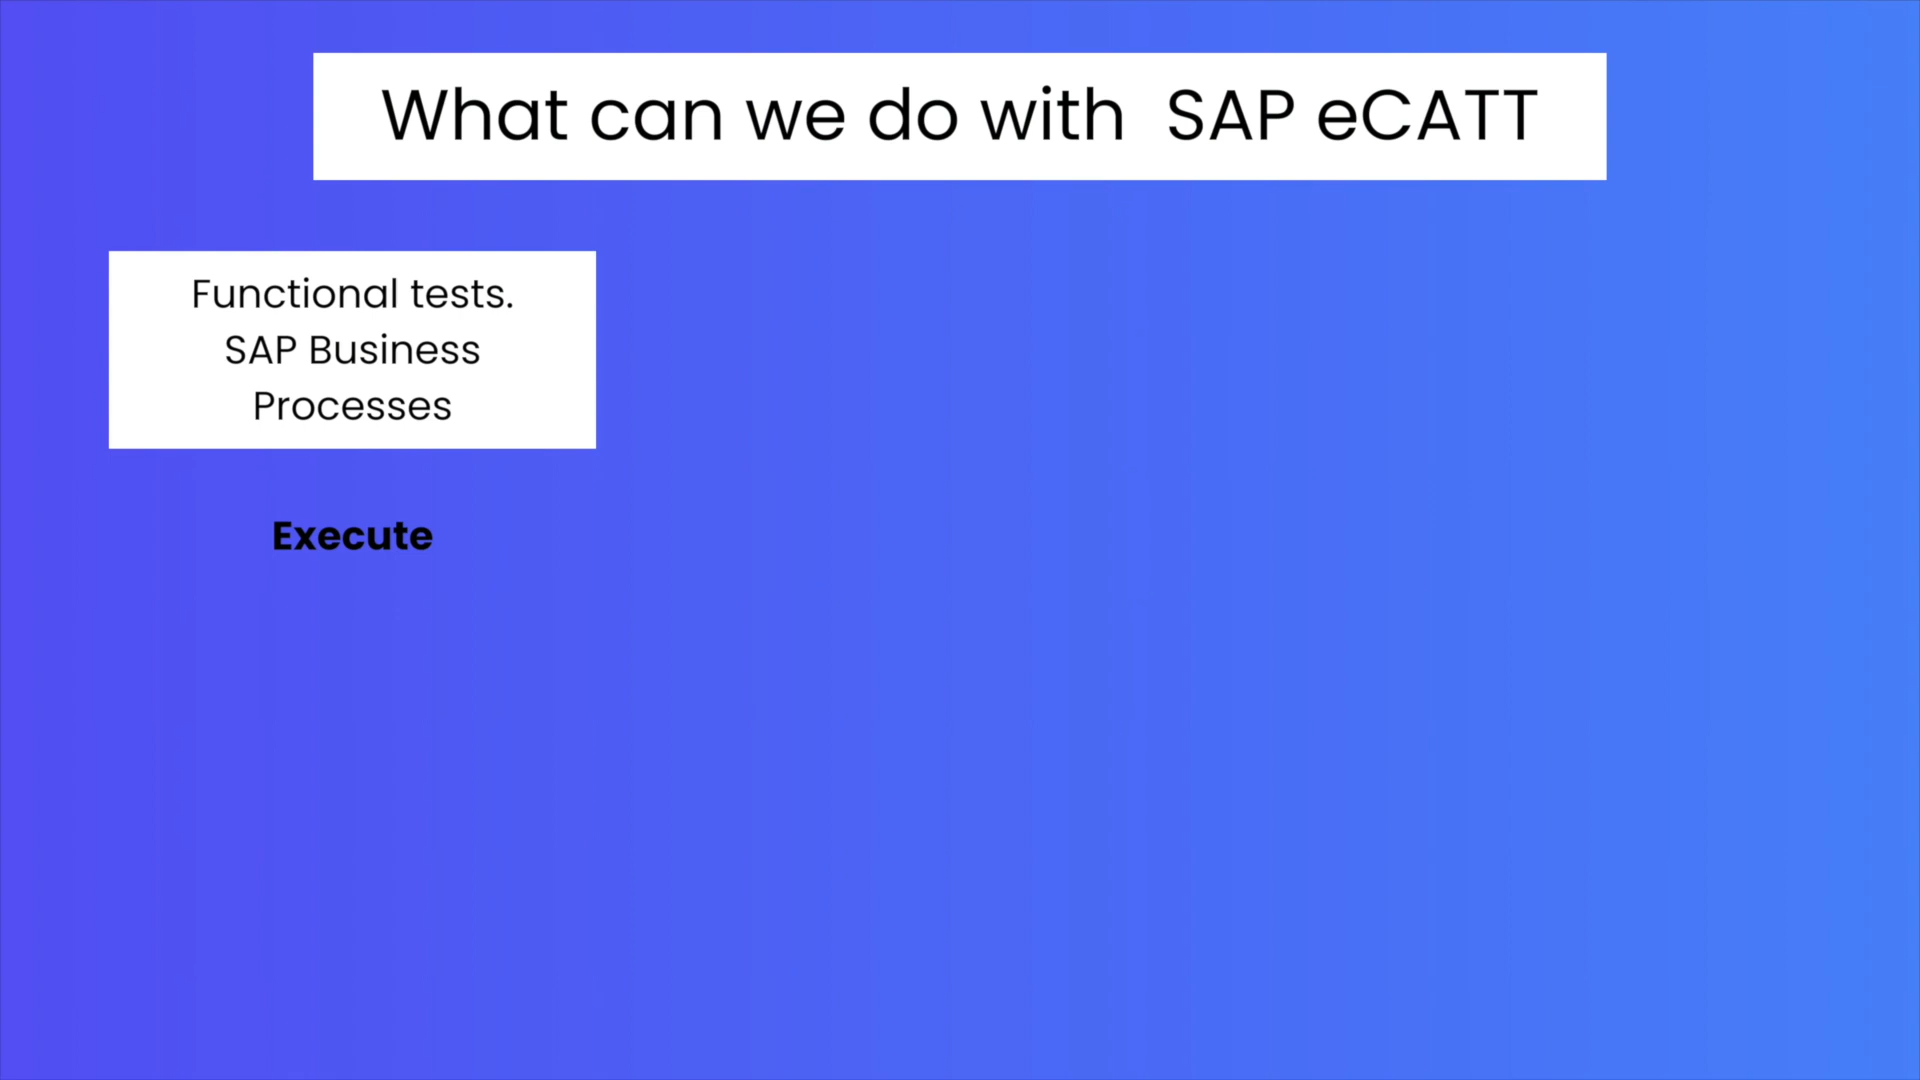 What can we do with  SAP eCATT
Functional tests.
SAP Business
Processes
Execute